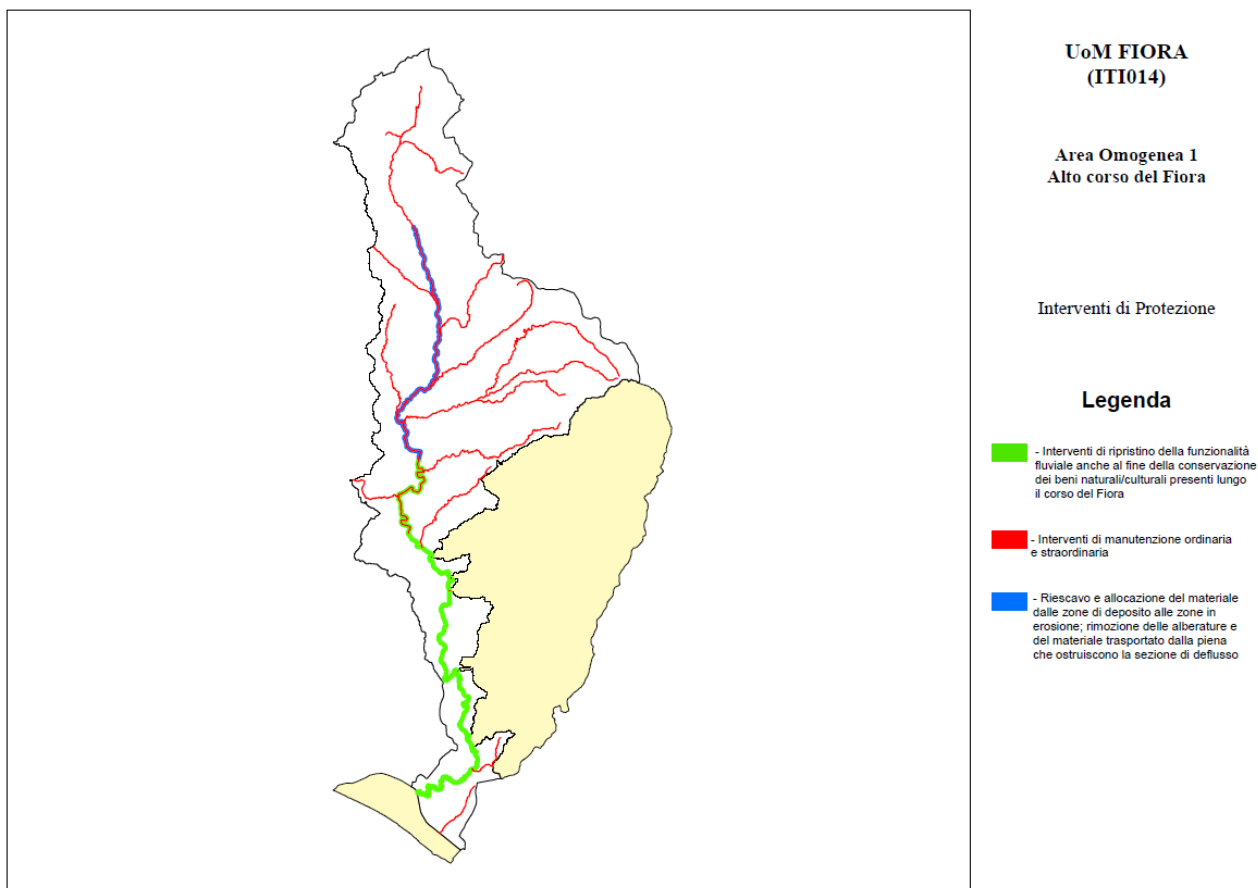 UoM FIORA
(ITI014)
Area Omogenea 1
Alto corso del Fiora
Interventi di Protezione
Legenda
- Interventi di ripristino della funzionalità
fluviale anche al fine della conservazione
dei beni naturali/culturali presenti lungo
il corso del Fiora
- Interventi di manutenzione ordinaria
e straordinaria
- Riescavo e allocazione del materiale
dalle zone di deposito alle zone in
erosione; rimozione delle alberature e
del materiale trasportato dalla piena
che ostruiscono la sezione di deflusso